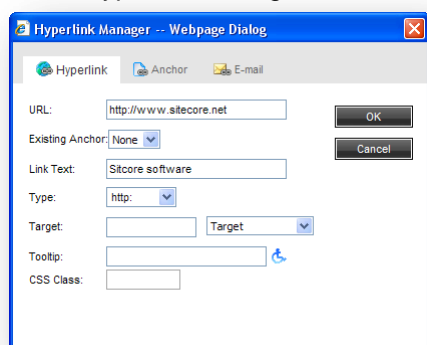 Hyperlink Manager -- Webpage Dialog
Hyperlink Anchor E-mail
URL: http://www.sitecore.net
OK
Existing Anchor: None
Cancel
Link Text: Sitcore software
Type: http:
Target: Target
Tooltip:
CSS Class: